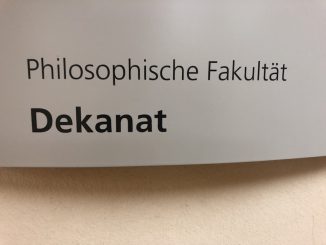 Philosophische Fakultät
Dekanat